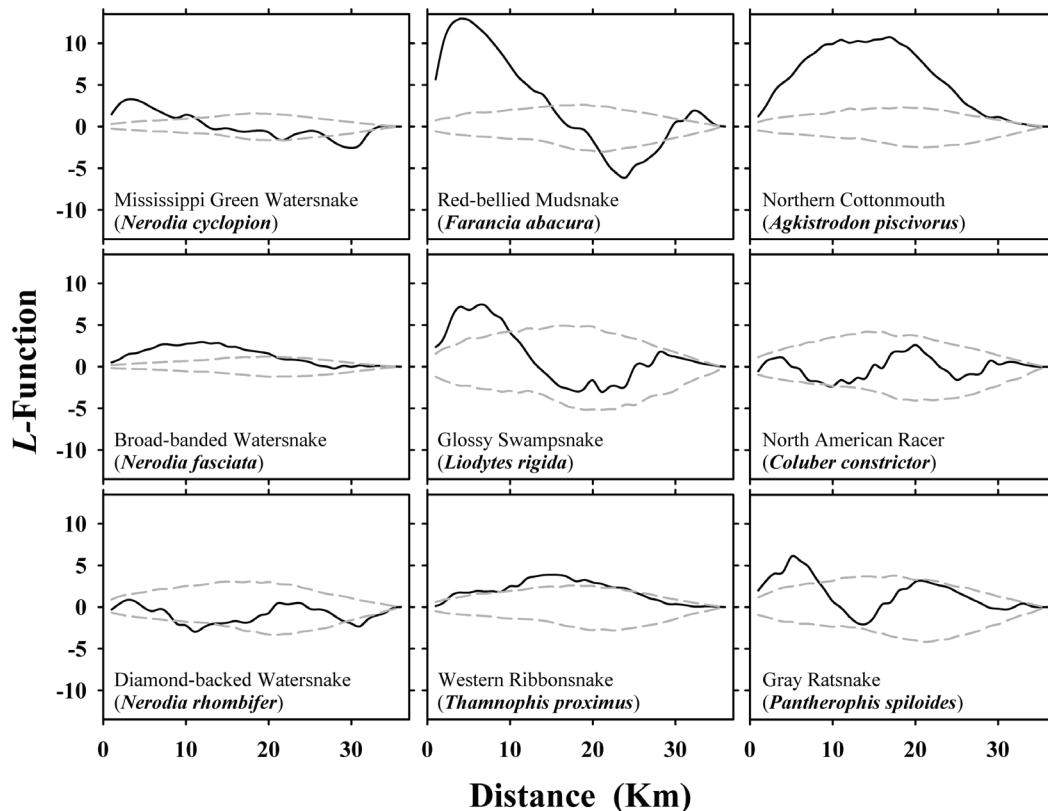 10
5
0
-5
-10
Mississippi Green Watersnake
(Nerodia cyclopion)
Red-bellied Mudsnake
(Farancia abacura)
Northern Cottonmouth
(Agkistrodon piscivorus)
L-Function
10
5
0
-5
-10
Broad-banded Watersnake
(Nerodia fasciata)
Glossy Swampsnake
(Liodytes rigida)
North American Racer
(Coluber constrictor)
10
5
0
-5
-10
Diamond-backed Watersnake
(Nerodia rhombifer)
Western Ribbonsnake
(Thamnophis proximus)
Gray Ratsnake
(Pantherophis spiloides)
0 10 20 30 0 10 20 30 0 10 20 30
Distance (Km)